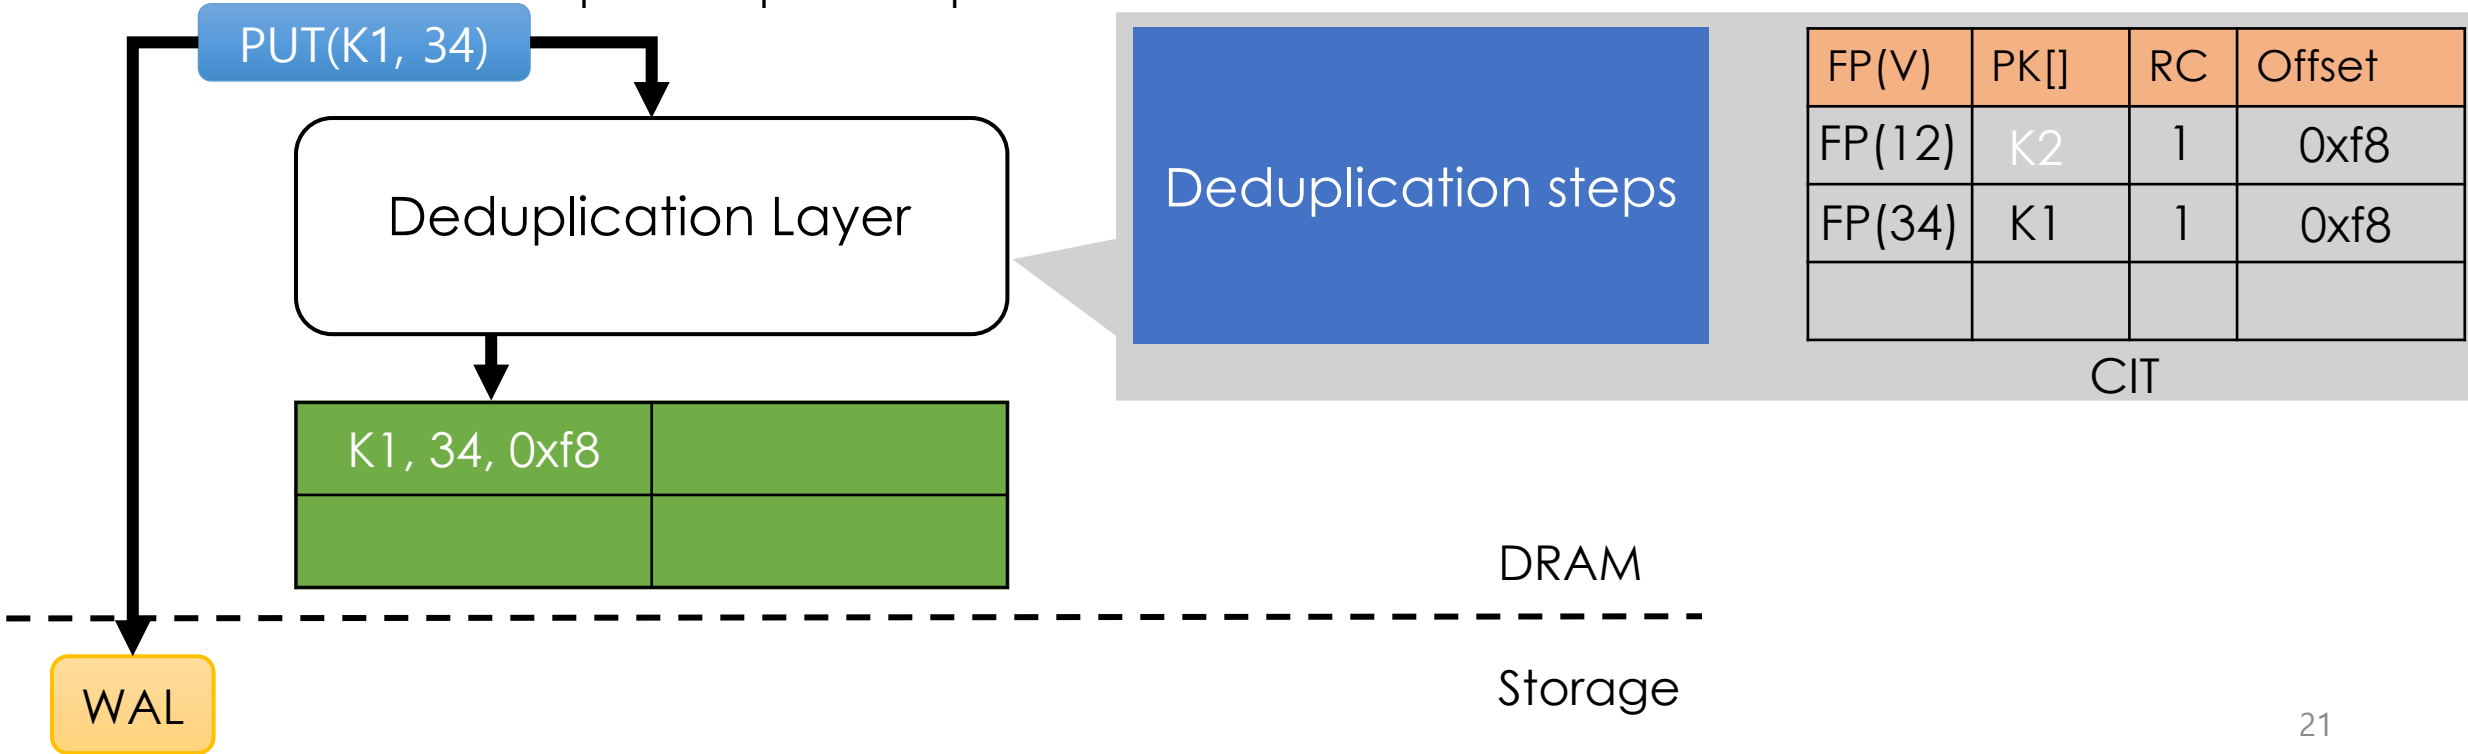 PUT(K1, 34)
Deduplication Layer
Deduplication steps
FP(V) PK[] RC Offset
FP(12) K2 1 0xf8
FP(34) K1 1 0xf8
CIT
K1, 34, 0xf8
DRAM
Storage
WAL
21